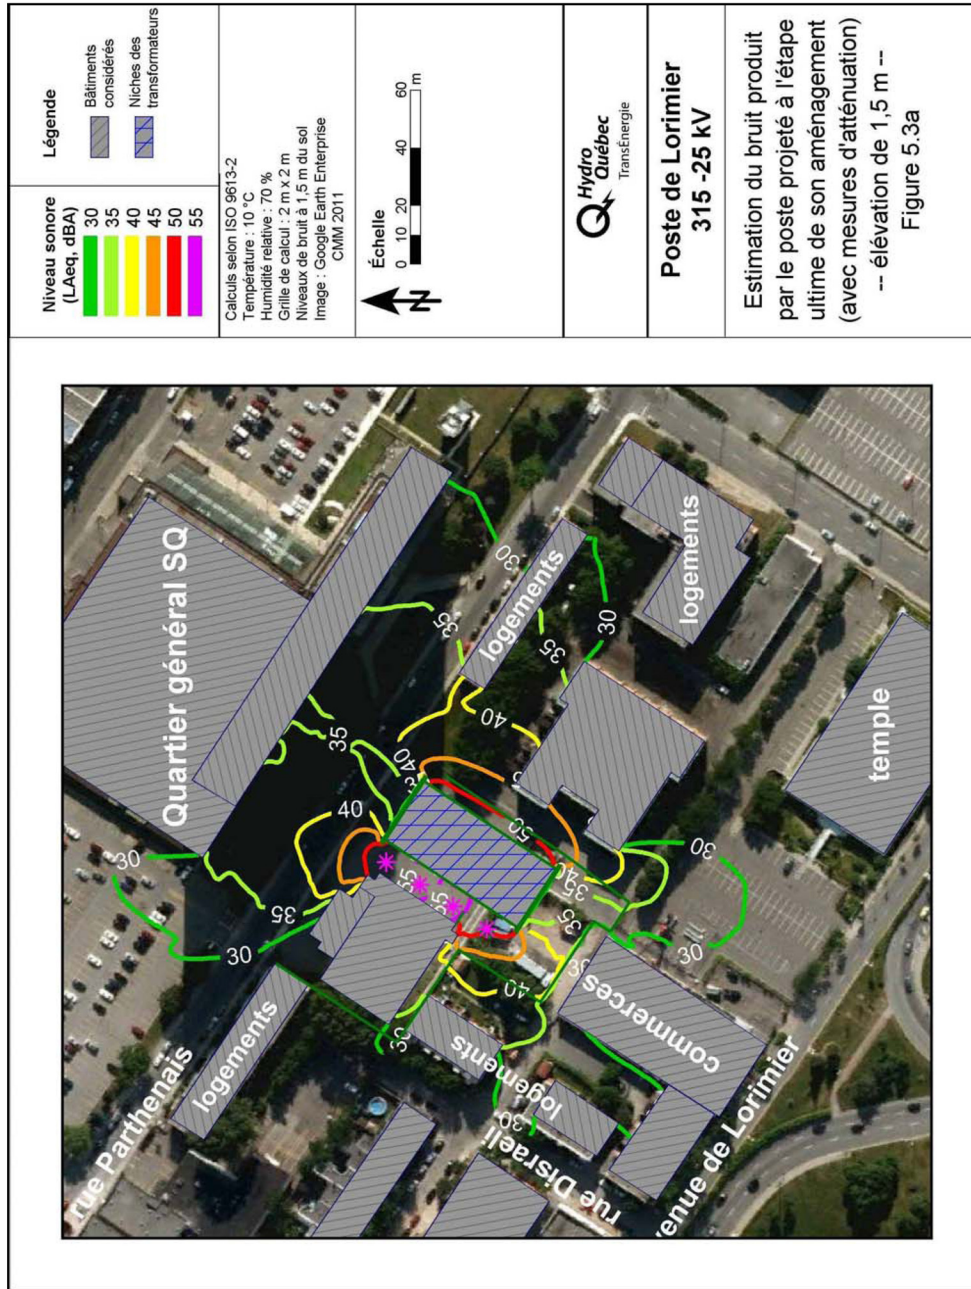 Niveau sonore
(LAeq, dBA)
30
35
40
45
50
55
Légende
Bâtiments
considérés
Niches des
transformateurs
Calculs selon ISO 9613-2
Température : 10 °C
Humidité relative : 70 %
Grille de calcul : 2 m x 2 m
Niveaux de bruit à 1,5 m du sol
Image : Google Earth Enterprise
CMM 2011
Échelle
0 10 20 40 60
m
N
Hydro
Québec
TransÉnergie
Poste de Lorimier
315 -25 kV
Estimation du bruit produit
par le poste projeté à l'étape
ultime de son aménagement
(avec mesures d'atténuation)
-- élévation de 1,5 m --
Figure 5.3a
rue Parthenais
Quartier général SQ
logements
logements
logements
logements
logements
commerces
temple
rue Disraeli
venue de Lorimier
30
30
35
40
35
40
35
30
30
35
40
50
55
55
40
35
35
30
30
40
35
30